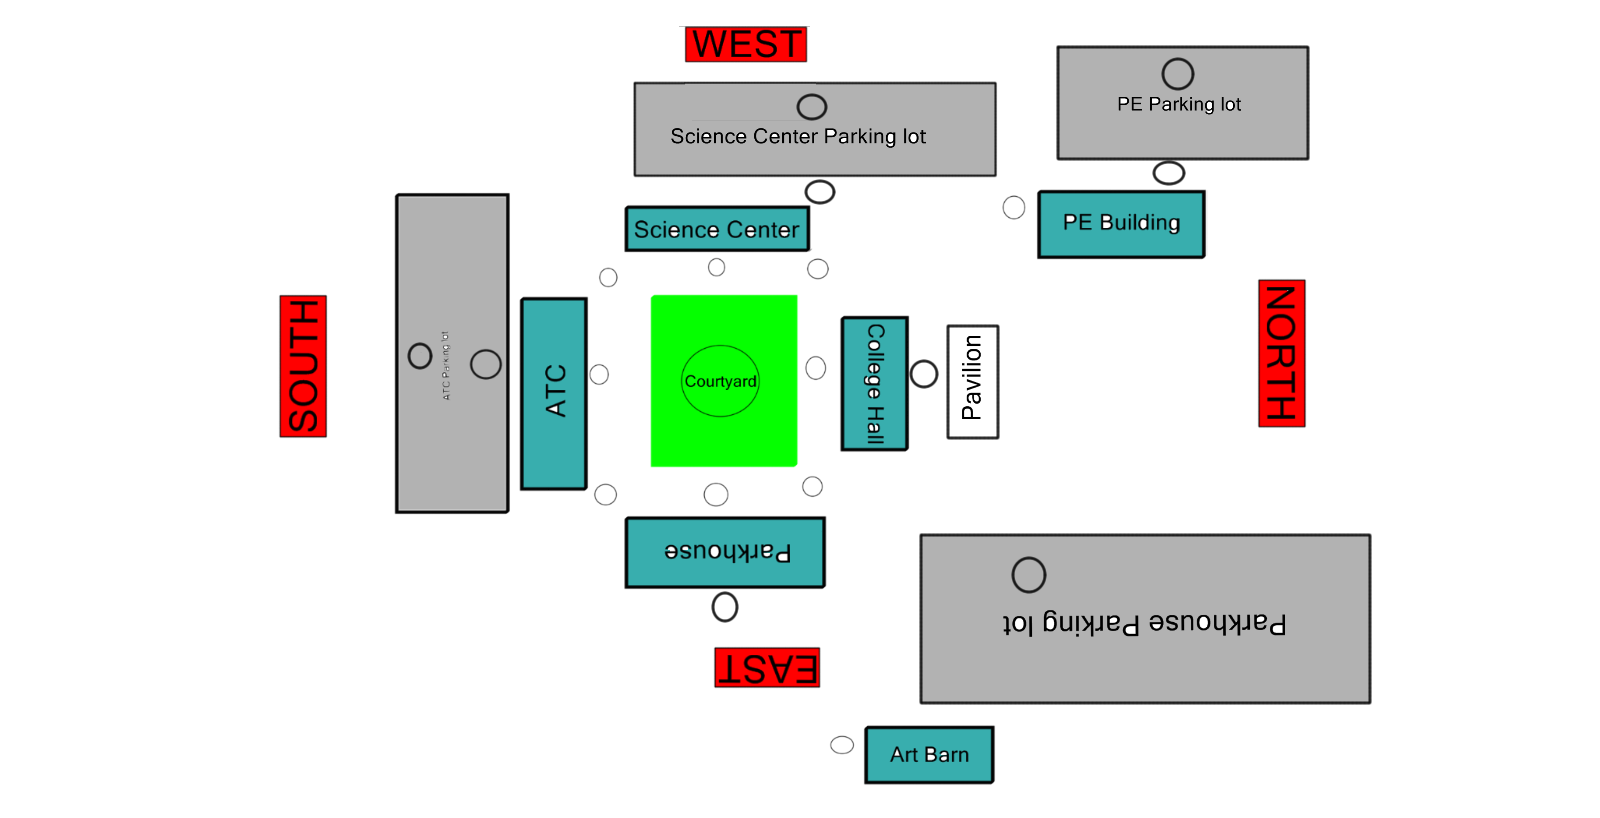 WEST
PE Parking lot
Science Center Parking lot
PE Building
Science Center
SOUTH
ATC Parking lot
ATC
Courtyard
College Hall
Pavilion
NORTH
Parkhouse
Parkhouse Parking lot
EAST
Art Barn